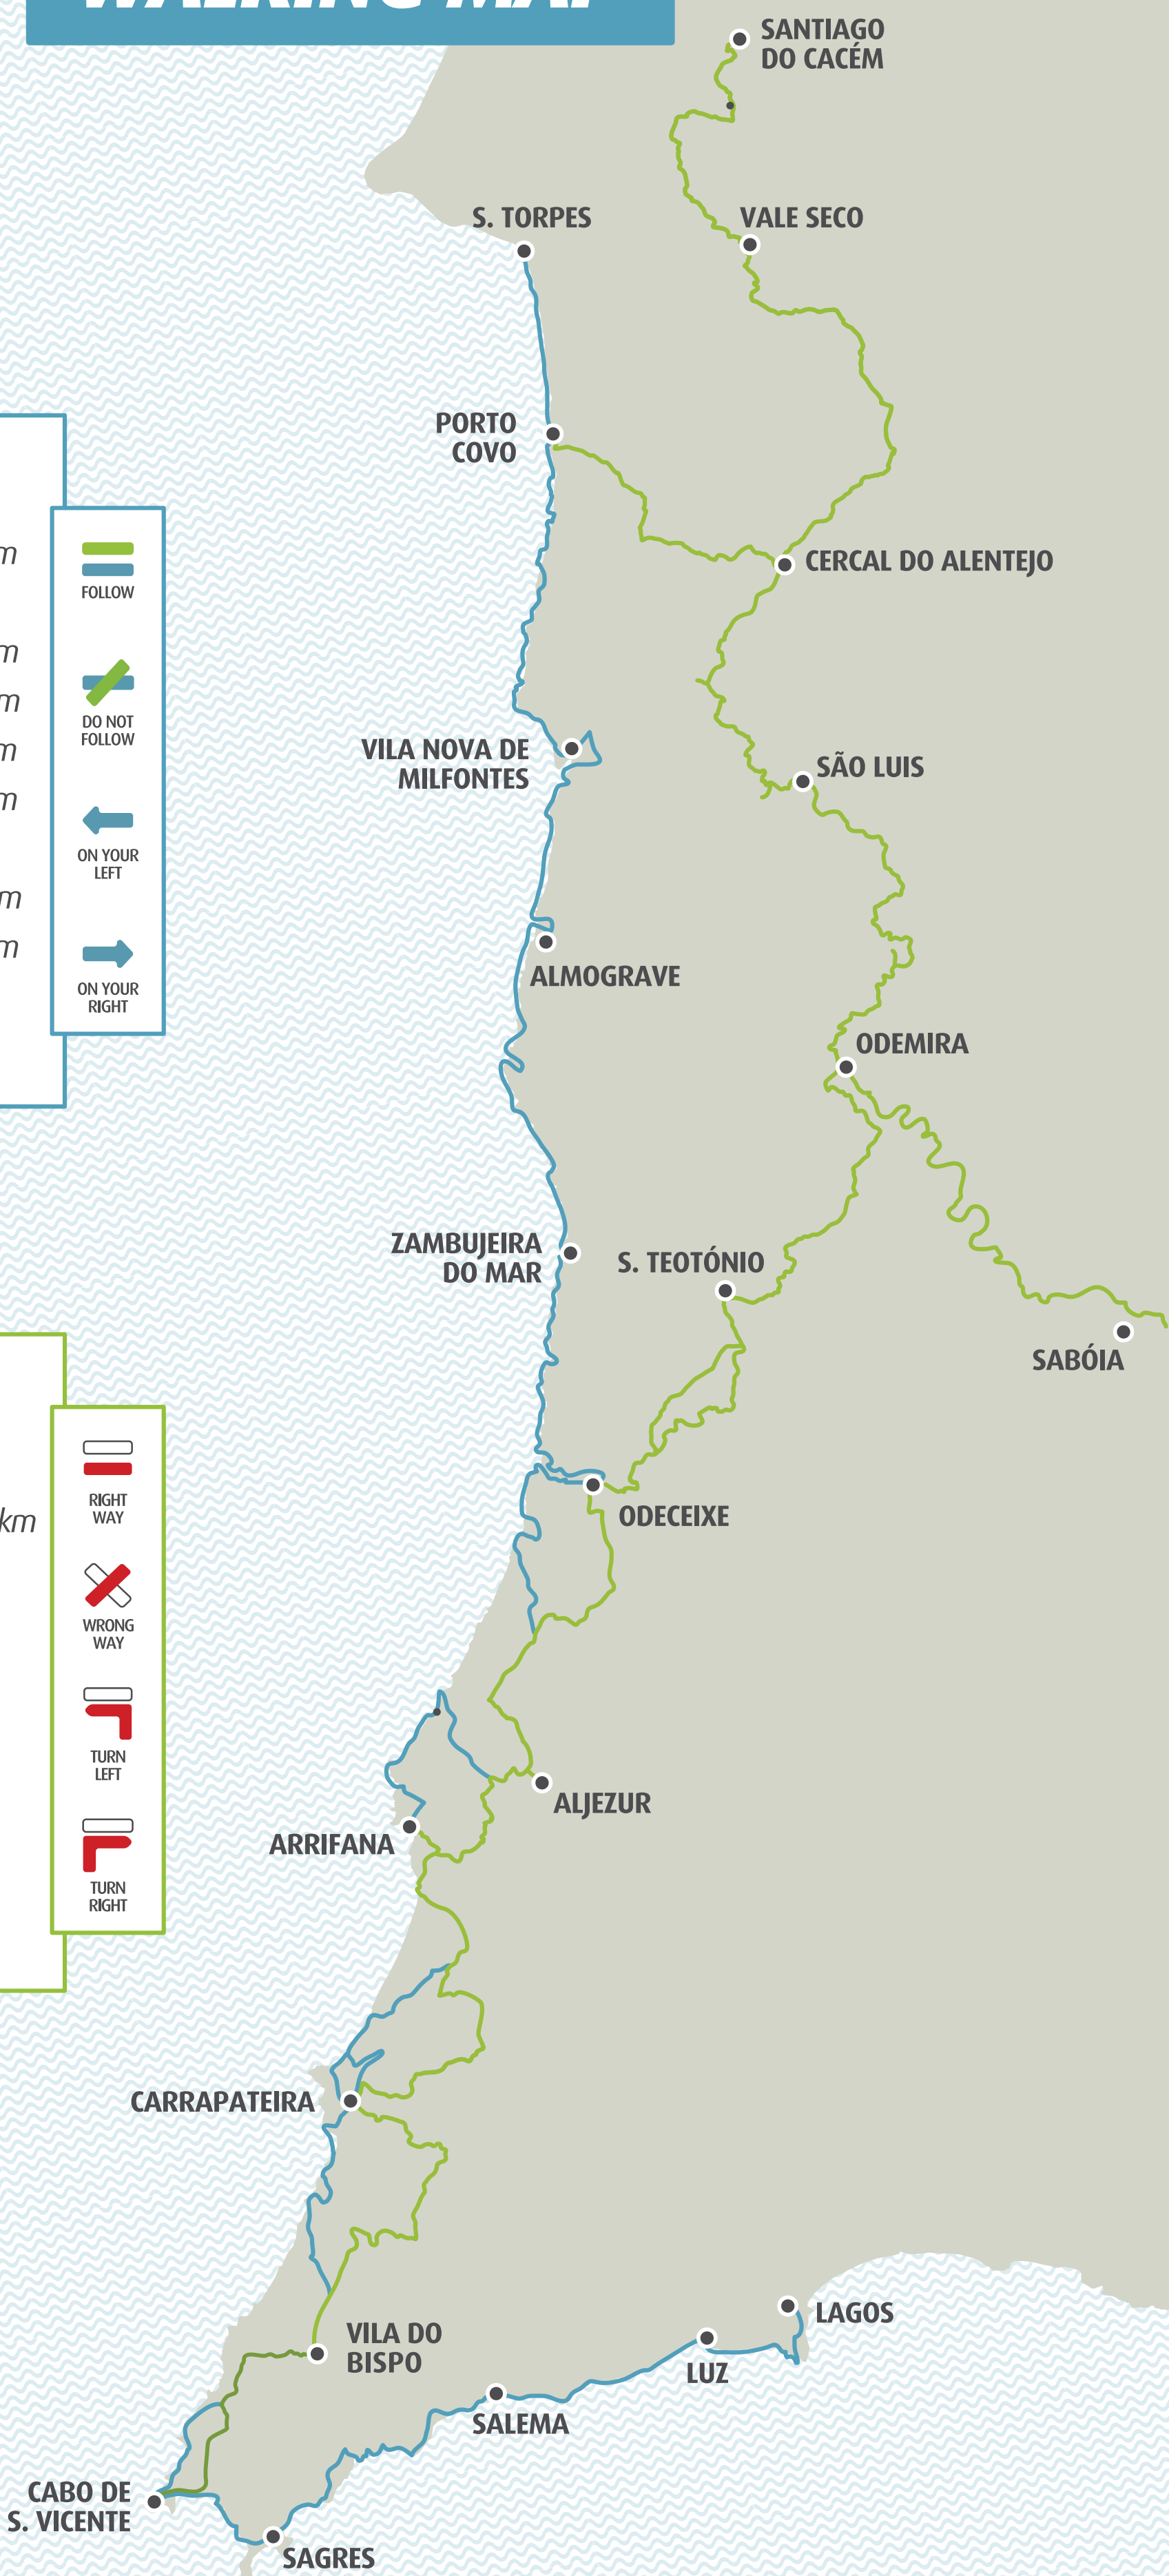 WALKING MAP
SANTIAGO
DO CACÉM
S. TORPES
VALE SECO
PORTO
COVO
CERCAL DO ALENTEJO
VILA NOVA DE
MILFONTES
SÃO LUIS
ALMOGRAVE
ODEMIRA
ZAMBUJEIRA
DO MAR
S. TEOTÓNIO
SABÓIA
ODECEIXE
ALJEZUR
ARRIFANA
CARRAPATEIRA
VILA DO
BISPO
LAGOS
LUZ
SALEMA
CABO DE
S. VICENTE
SAGRES
m
m
m
m
m
m
m
FOLLOW
DO NOT
FOLLOW
ON YOUR
LEFT
ON YOUR
RIGHT
km
RIGHT
WAY
WRONG
WAY
TURN
LEFT
TURN
RIGHT